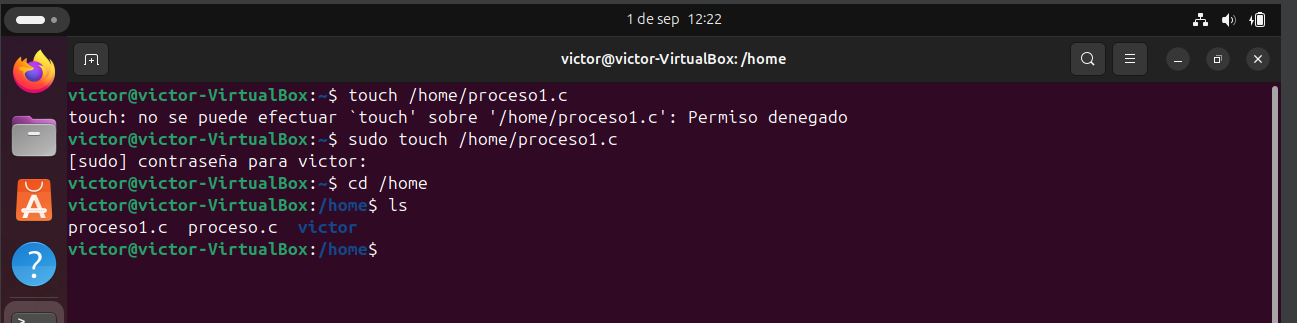 1 de sep 12:22
victor@victor-VirtualBox: /home
victor@victor-VirtualBox:~$ touch /home/proceso1.c
touch: no se puede efectuar `touch' sobre '/home/proceso1.c': Permiso denegado
victor@victor-VirtualBox:~$ sudo touch /home/proceso1.c
[sudo] contraseña para victor:
victor@victor-VirtualBox:~$ cd /home
victor@victor-VirtualBox:/home$ ls
proceso1.c  proceso.c  victor
victor@victor-VirtualBox:/home$